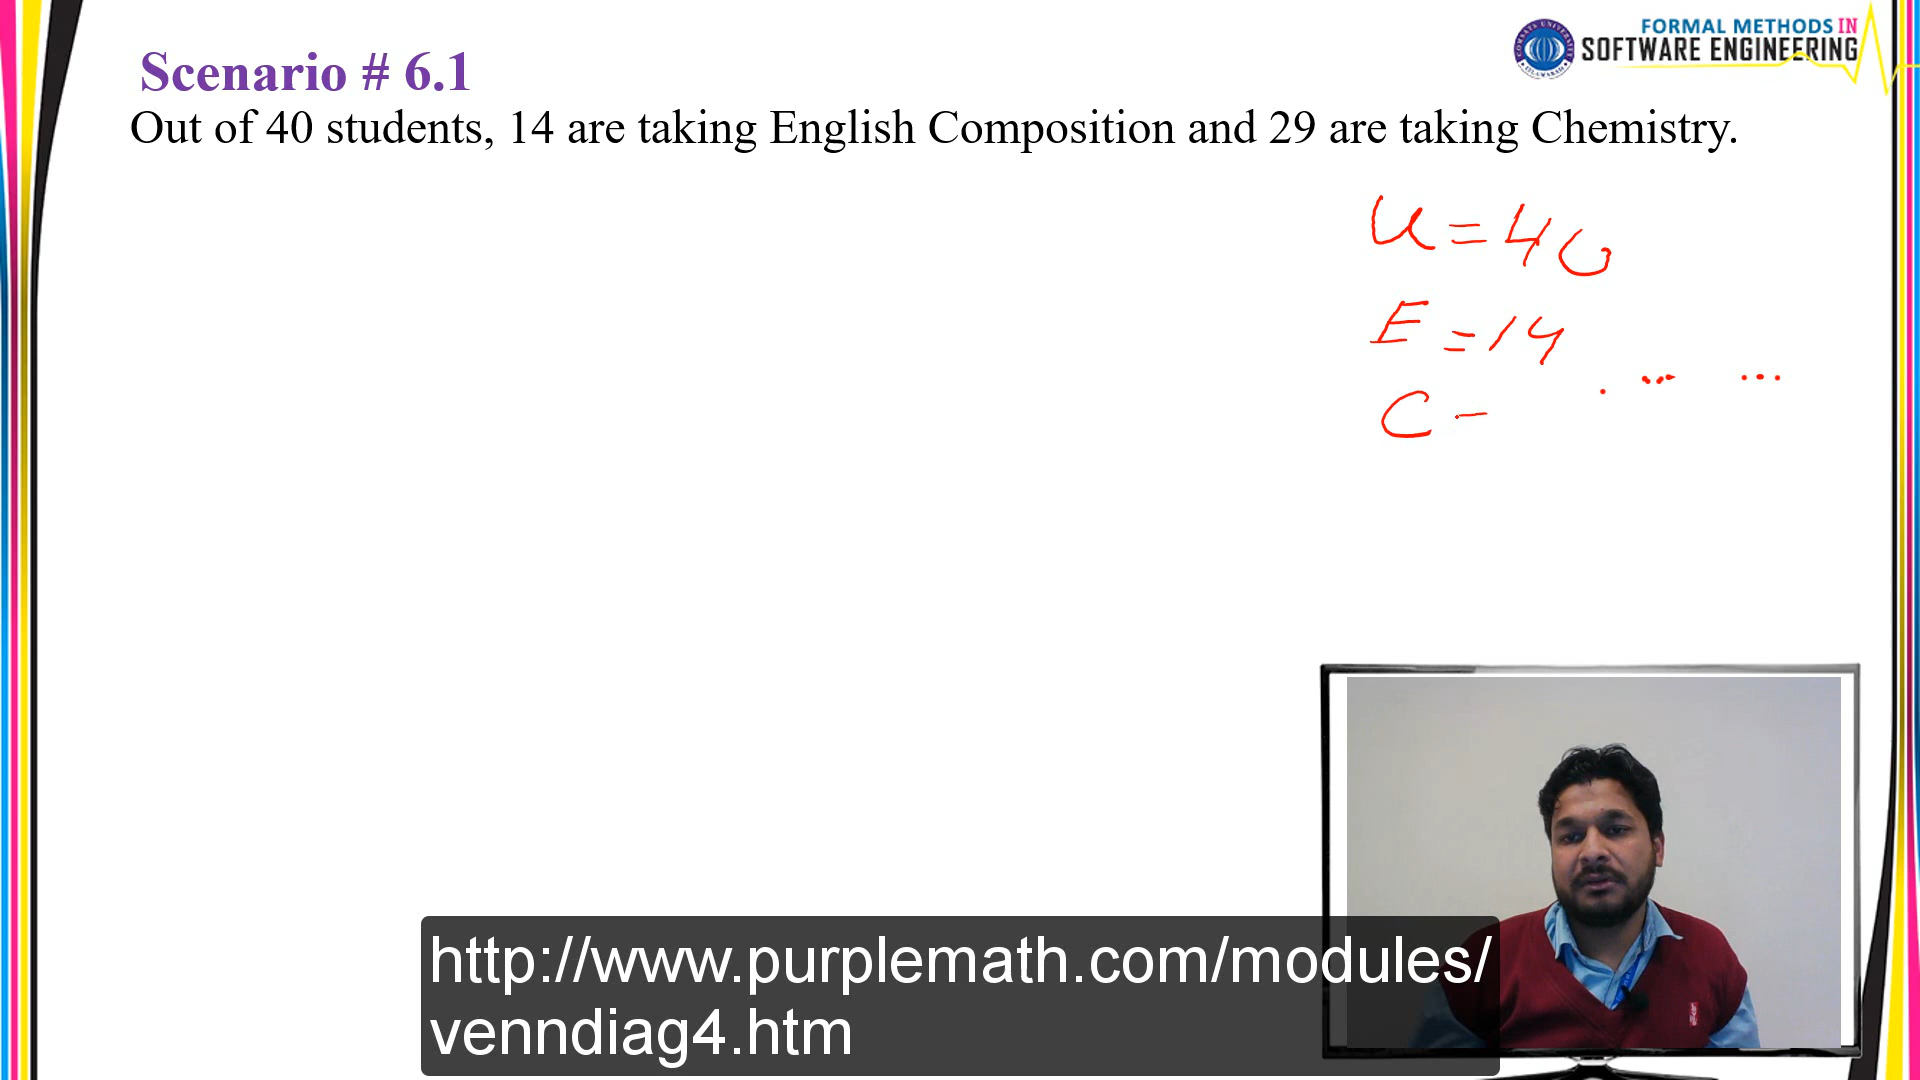 FORMAL METHODS IN
SOFTWARE ENGINEERING
Scenario # 6.1
Out of 40 students, 14 are taking English Composition and 29 are taking Chemistry.
U = 40
E = 14
C -
http://www.purplemath.com/modules/
venndiag4.htm